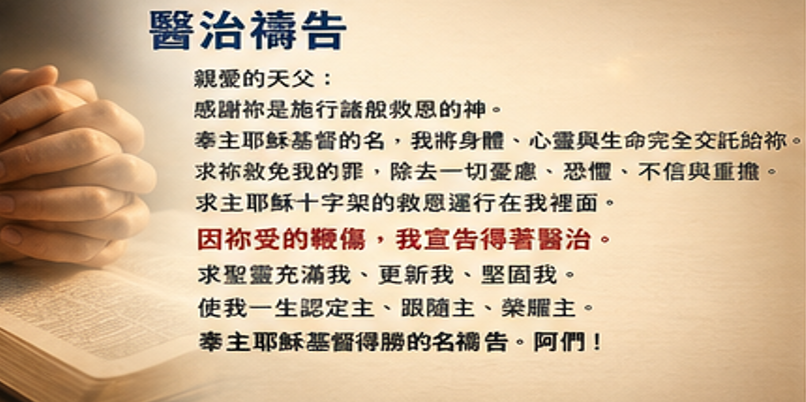 醫治禱告
親愛的天父：
感謝祢是施行諸般救恩的神。
奉主耶穌基督的名，我將身體、心靈與生命完全交託給祢。
求祢赦免我的罪，除去一切憂慮、恐懼、不信與重擔。
求主耶穌十字架的救恩運行在我裡面。
因祢受的鞭傷，我宣告得著醫治。
求聖靈充滿我、更新我、堅固我。
使我一生認定主、跟隨主、榮耀主。
奉主耶穌基督得勝的名禱告。阿們！